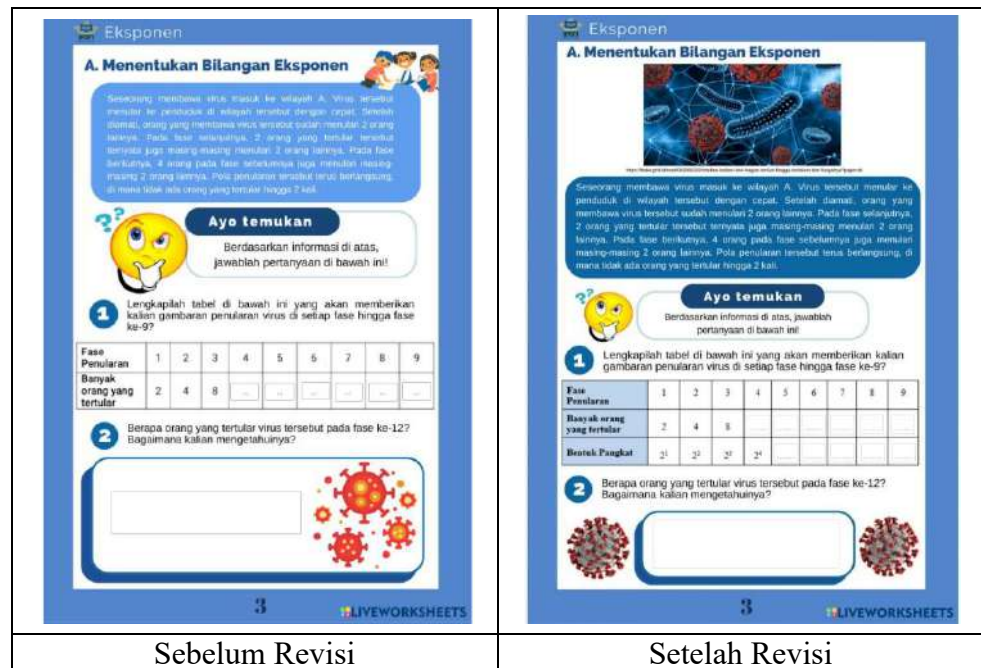 Eksponen
A. Menentukan Bilangan Eksponen
Seseorang membawa virus masuk ke wilayah A. Virus tersebut
menular ke penduduk di wilayah tersebut dengan cepat. Setelah
diamati, orang yang membawa virus tersebut sudah menulari 2 orang
lainnya. Pada fase selanjutnya, 2 orang yang tertular tersebut
ternyata juga masing-masing menulari 2 orang lainnya. Pada fase
berikutnya, 4 orang pada fase sebelumnya juga menulari masing-
masing 2 orang lainnya. Pola penularan tersebut terus berlangsung,
di mana tidak ada orang yang tertular hingga 2 kali.
Ayo temukan
Berdasarkan informasi di atas,
jawablah pertanyaan di bawah ini!
1 Lengkapilah tabel di bawah ini yang akan memberikan
kalian gambaran penularan virus di setiap fase hingga fase
ke-9?
Fase
Penularan 1 2 3 4 5 6 7 8 9
Banyak
orang yang 2 4 8 ... ... ... ... ... ...
tertular
2 Berapa orang yang tertular virus tersebut pada fase ke-12?
Bagaimana kalian mengetahuinya?
3
LIVEWORKSHEETS
Sebelum Revisi
Eksponen
A. Menentukan Bilangan Eksponen
Seseorang membawa virus masuk ke wilayah A. Virus tersebut menular ke
penduduk di wilayah tersebut dengan cepat. Setelah diamati, orang yang
membawa virus tersebut sudah menulari 2 orang lainnya. Pada fase selanjutnya,
2 orang yang tertular tersebut ternyata juga masing-masing menulari 2 orang
lainnya. Pada fase berikutnya, 4 orang pada fase sebelumnya juga menulari
masing-masing 2 orang lainnya. Pola penularan tersebut terus berlangsung, di
mana tidak ada orang yang tertular hingga 2 kali.
Ayo temukan
Berdasarkan informasi di atas, jawablah
pertanyaan di bawah ini!
1 Lengkapilah tabel di bawah ini yang akan memberikan kalian
gambaran penularan virus di setiap fase hingga fase ke-9?
Fase
Penularan 1 2 3 4 5 6 7 8 9
Banyak orang
yang tertular 2 4 8
Bentuk Pangkat 2¹ 2² 2³ 2⁴
2 Berapa orang yang tertular virus tersebut pada fase ke-12?
Bagaimana kalian mengetahuinya?
3
LIVEWORKSHEETS
Setelah Revisi